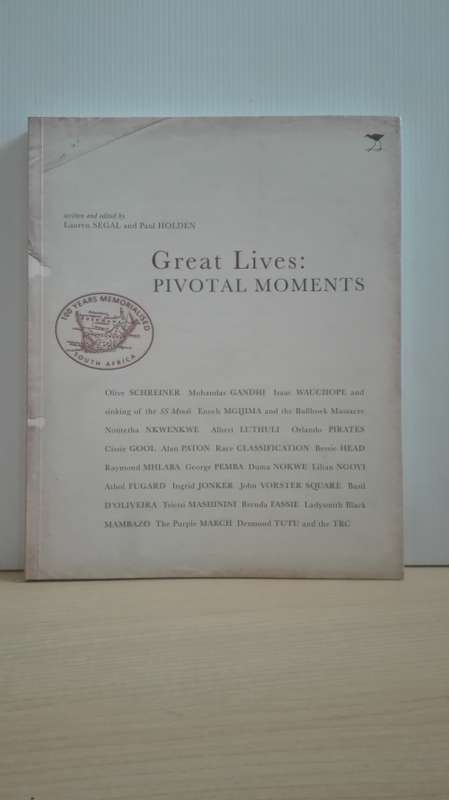 written and edited by
Lauren SEGAL and Paul HOLDEN
Great Lives:
PIVOTAL MOMENTS
100 YEARS MEMORIALISED
SOUTH AFRICA
Olive SCHREINER Mohandas GANDHI Isaac WAUCHOPE and
sinking of the SS Mendi Enoch MGIJIMA and the Bulhoek Massacre
Nontetha NKWENKWE Albert LUTHULI Orlando PIRATES
Cissie GOOL Alan PATON Race CLASSIFICATION Bessie HEAD
Raymond MHLABA George PEMBA Duma NOKWE Lilian NGOYI
Athol FUGARD Ingrid JONKER John VORSTER SQUARE Basil
D'OLIVEIRA Tsietsi MASHININI Brenda FASSIE Ladysmith Black
MAMBAZO The Purple MARCH Desmond TUTU and the TRC